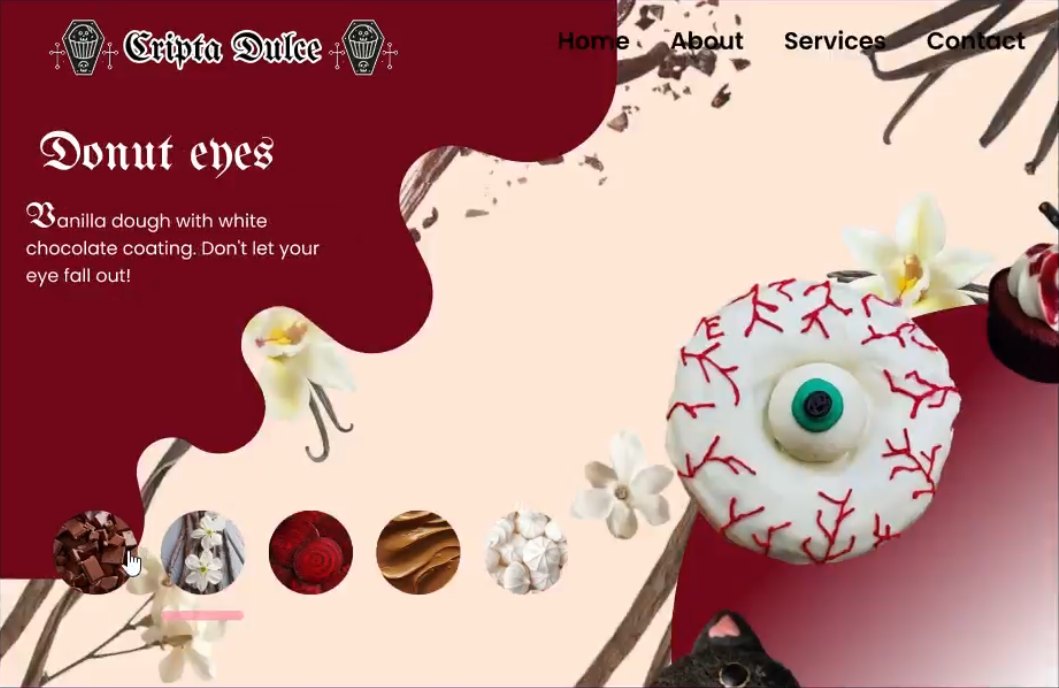 Cripta Dulce
Home About Services Contact
Donut eyes
Vanilla dough with white
chocolate coating. Don't let your
eye fall out!